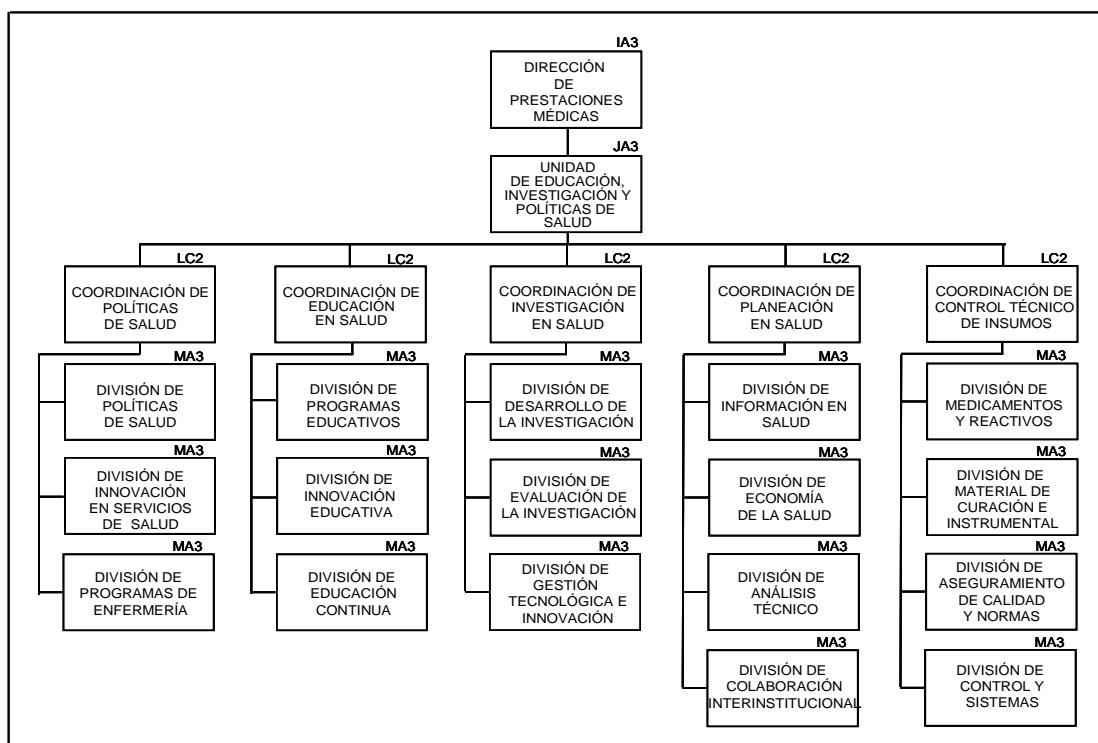 IA3
DIRECCIÓN
DE
PRESTACIONES
MÉDICAS
JA3
UNIDAD
DE EDUCACIÓN,
INVESTIGACIÓN Y
POLÍTICAS DE
SALUD
LC2
COORDINACIÓN DE
POLÍTICAS
DE SALUD
MA3
DIVISIÓN DE
POLÍTICAS
DE SALUD
MA3
DIVISIÓN DE
INNOVACIÓN
EN SERVICIOS
DE SALUD
MA3
DIVISIÓN DE
PROGRAMAS DE
ENFERMERÍA
LC2
COORDINACIÓN DE
EDUCACIÓN
EN SALUD
MA3
DIVISIÓN DE
PROGRAMAS
EDUCATIVOS
MA3
DIVISIÓN DE
INNOVACIÓN
EDUCATIVA
MA3
DIVISIÓN DE
EDUCACIÓN
CONTINUA
LC2
COORDINACIÓN DE
INVESTIGACIÓN
EN SALUD
MA3
DIVISIÓN DE
DESARROLLO DE
LA INVESTIGACIÓN
MA3
DIVISIÓN DE
EVALUACIÓN DE
LA INVESTIGACIÓN
MA3
DIVISIÓN DE
GESTIÓN
TECNOLÓGICA E
INNOVACIÓN
LC2
COORDINACIÓN DE
PLANEACIÓN
EN SALUD
MA3
DIVISIÓN DE
INFORMACIÓN EN
SALUD
MA3
DIVISIÓN DE
ECONOMÍA
DE LA SALUD
MA3
DIVISIÓN DE
ANÁLISIS
TÉCNICO
MA3
DIVISIÓN DE
COLABORACIÓN
INTERINSTITUCIONAL
LC2
COORDINACIÓN DE
CONTROL TÉCNICO
DE INSUMOS
MA3
DIVISIÓN DE
MEDICAMENTOS
Y REACTIVOS
MA3
DIVISIÓN DE
MATERIAL DE
CURACIÓN E
INSTRUMENTAL
MA3
DIVISIÓN DE
ASEGURAMIENTO
DE CALIDAD
Y NORMAS
MA3
DIVISIÓN DE
CONTROL Y
SISTEMAS